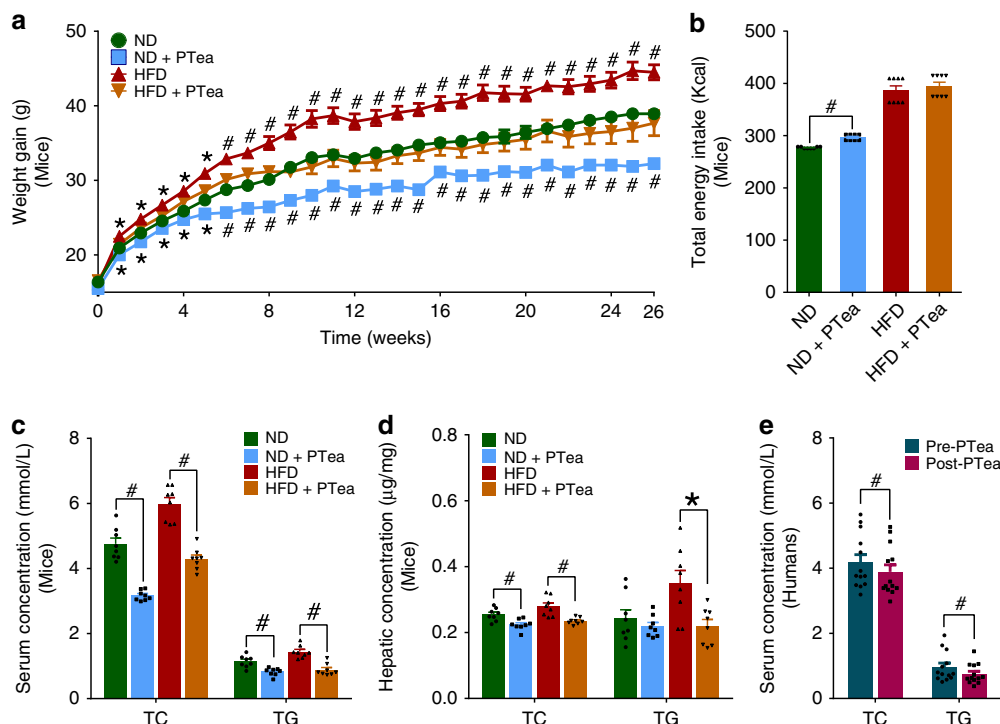 a
ND
ND + PTea
HFD
HFD + PTea
Weight gain (g)
(Mice)
50
40
30
20
# # # # # # # # # # # # # # # # # # # # #
* * * * *
* * * * *
# # # # # # # # # # # # # # # # # # # # #
0 4 8 12 16 20 24 26
Time (weeks)
b
Total energy intake (Kcal)
(Mice)
500
400
300
200
100
0
#
ND
ND + PTea
HFD
HFD + PTea
c
Serum concentration (mmol/L)
(Mice)
8
6
4
2
0
ND
ND + PTea
HFD
HFD + PTea
# # # #
TC TG
d
Hepatic concentration (µg/mg)
(Mice)
0.8
0.6
0.4
0.2
0.0
ND
ND + PTea
HFD
HFD + PTea
# # *
TC TG
e
Serum concentration (mmol/L)
(Humans)
8
6
4
2
0
Pre-PTea
Post-PTea
# #
TC TG